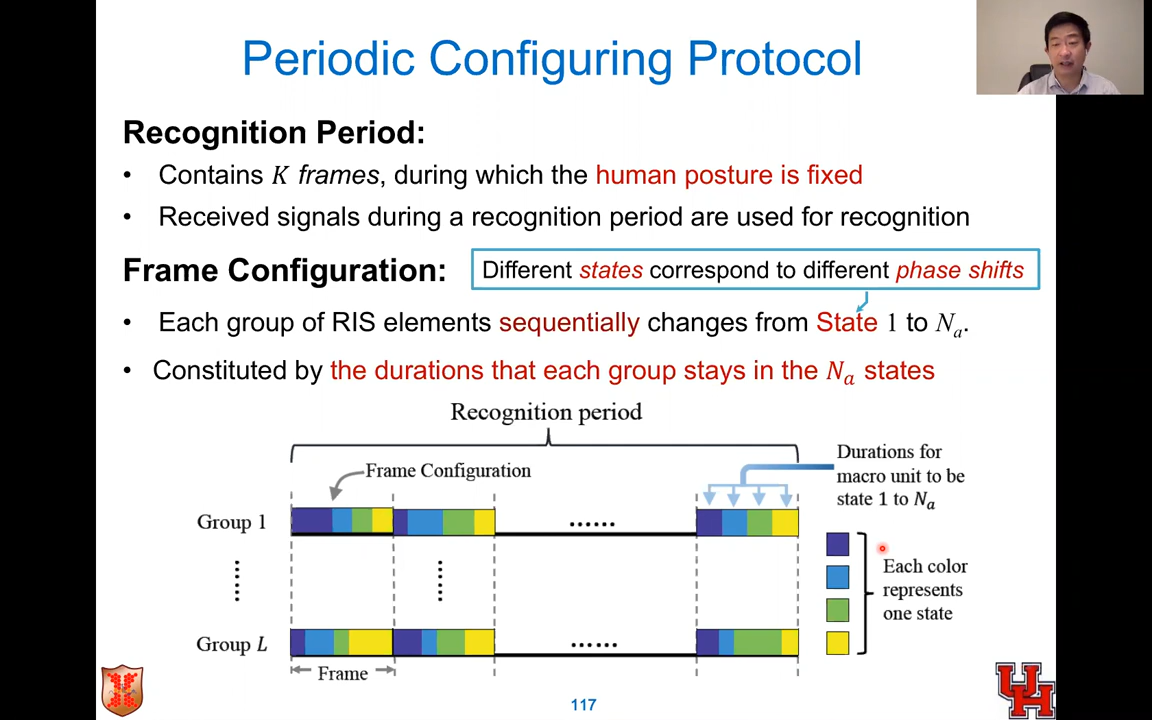 Periodic Configuring Protocol
Recognition Period:
• Contains K frames, during which the human posture is fixed
• Received signals during a recognition period are used for recognition
Frame Configuration:
Different states correspond to different phase shifts
• Each group of RIS elements sequentially changes from State 1 to Na.
• Constituted by the durations that each group stays in the Na states
Recognition period
Frame Configuration
Durations for
macro unit to be
state 1 to Na
Group 1
......
Each color
represents
one state
Group L
......
Frame
117
UH